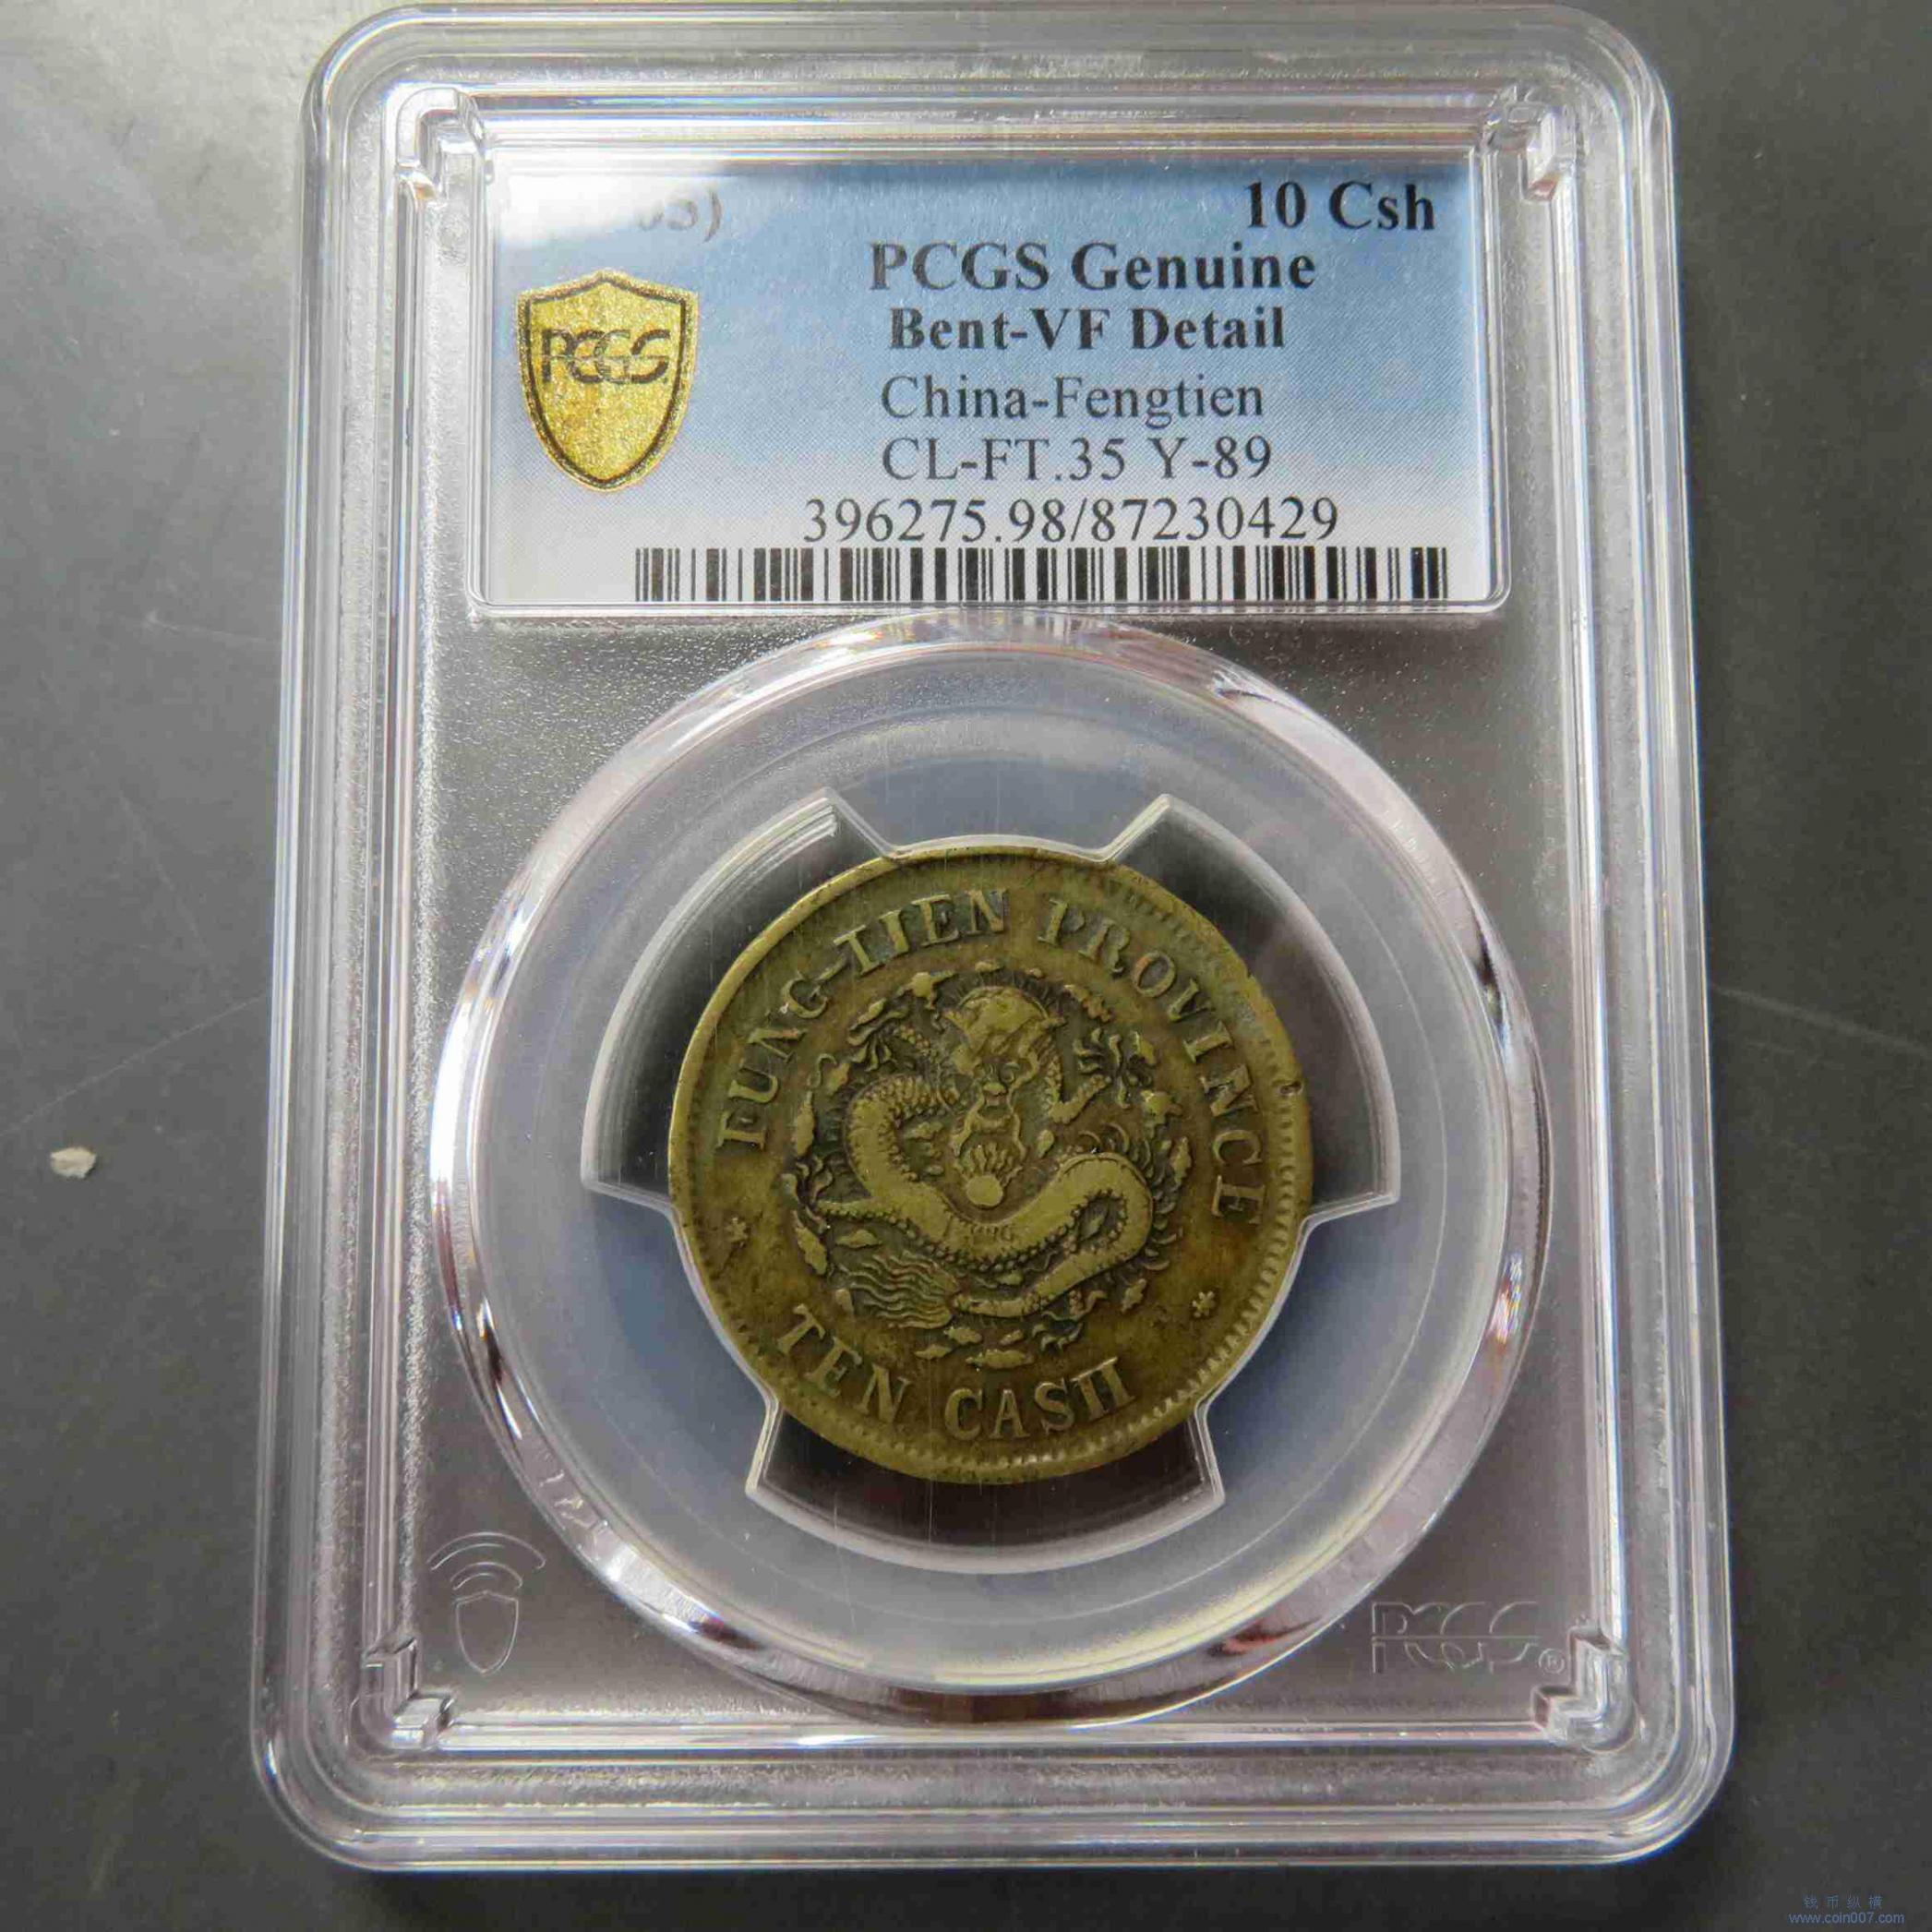 10 Csh
PCGS Genuine
Bent-VF Detail
China-Fengtien
CL-FT.35 Y-89
396275.98/87230429
PCGS
FUNG-TIEN PROVINCE
TEN CASH
PCGS®
钱币纵横
www.coin007.com